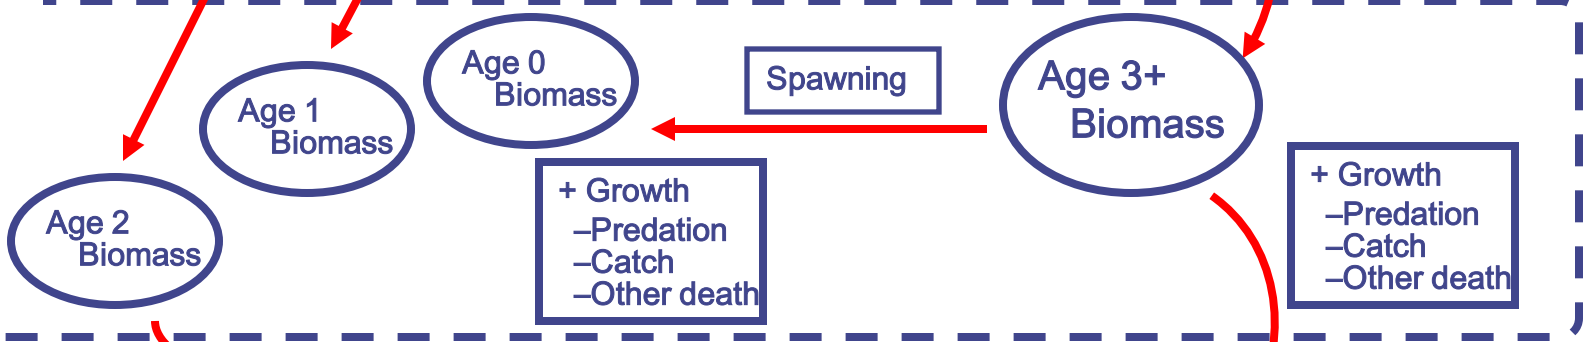 Age 0
Biomass
Age 1
Biomass
Age 2
Biomass
Spawning
Age 3+
Biomass
+ Growth
–Predation
–Catch
–Other death
+ Growth
–Predation
–Catch
–Other death